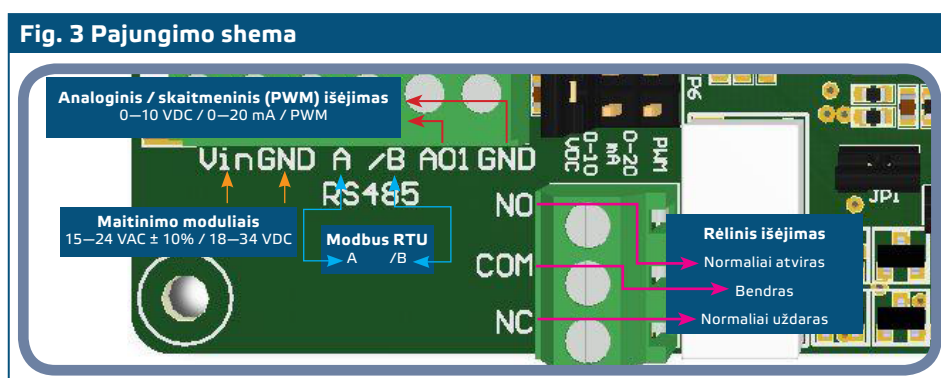 Fig. 3 Pajungimo shema
Analoginis / skaitmeninis (PWM) išėjimas
0—10 VDC / 0—20 mA / PWM
Vin GND A /B AO1 GND
RS485
0-10 VDC
0-20 mA
PWM
P6
JP1
Maitinimo moduliais
15—24 VAC ± 10% / 18—34 VDC
Modbus RTU
A /B
NO
COM
NC
Rėlinis išėjimas
Normaliai atviras
Bendras
Normaliai uždaras